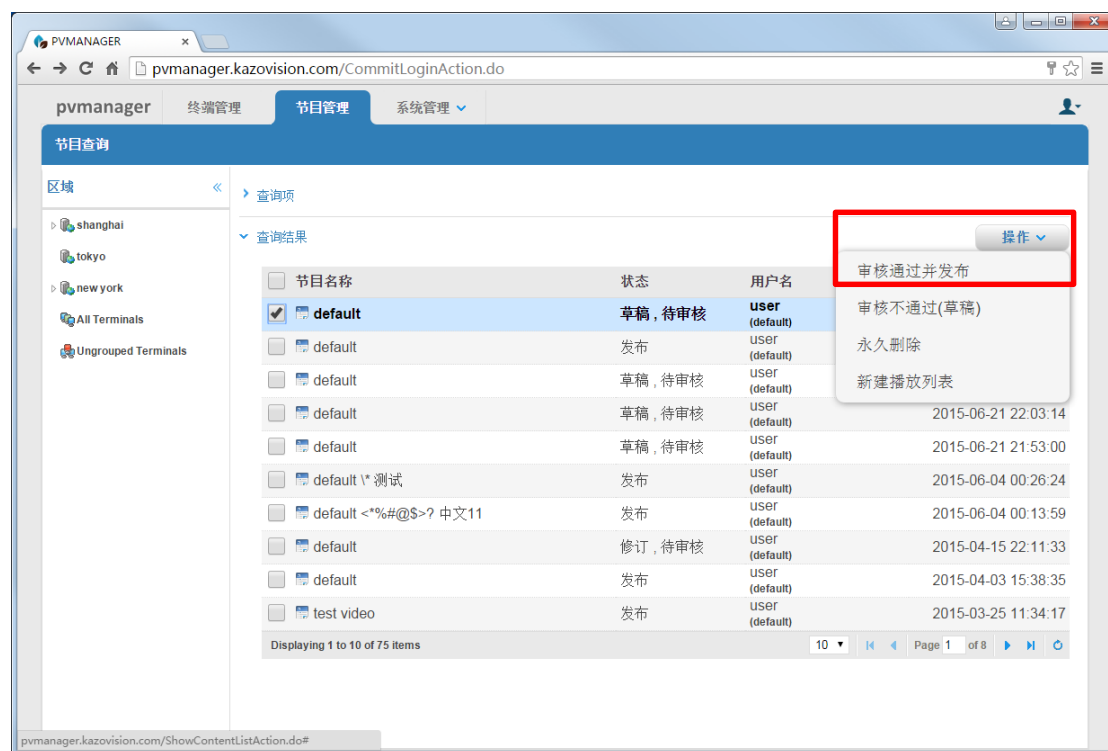 PVMANAGER
pvmanager.kazovision.com/CommitLoginAction.do
pvmanager 终端管理 节目管理 系统管理
节目查询
区域
shanghai
tokyo
new york
All Terminals
Ungrouped Terminals
查询项
查询结果
操作
审核通过并发布
审核不通过(草稿)
永久删除
新建播放列表
节目名称 状态 用户名
default 草稿 , 待审核 user (default)
default 发布 user (default)
default 草稿 , 待审核 user (default)
default 草稿 , 待审核 user (default) 2015-06-21 22:03:14
default 草稿 , 待审核 user (default) 2015-06-21 21:53:00
default \* 测试 发布 user (default) 2015-06-04 00:26:24
default <*%#@$>? 中文11 发布 user (default) 2015-06-04 00:13:59
default 修订 , 待审核 user (default) 2015-04-15 22:11:33
default 发布 user (default) 2015-04-03 15:38:35
test video 发布 user (default) 2015-03-25 11:34:17
Displaying 1 to 10 of 75 items 10 Page 1 of 8
pvmanager.kazovision.com/ShowContentListAction.do#